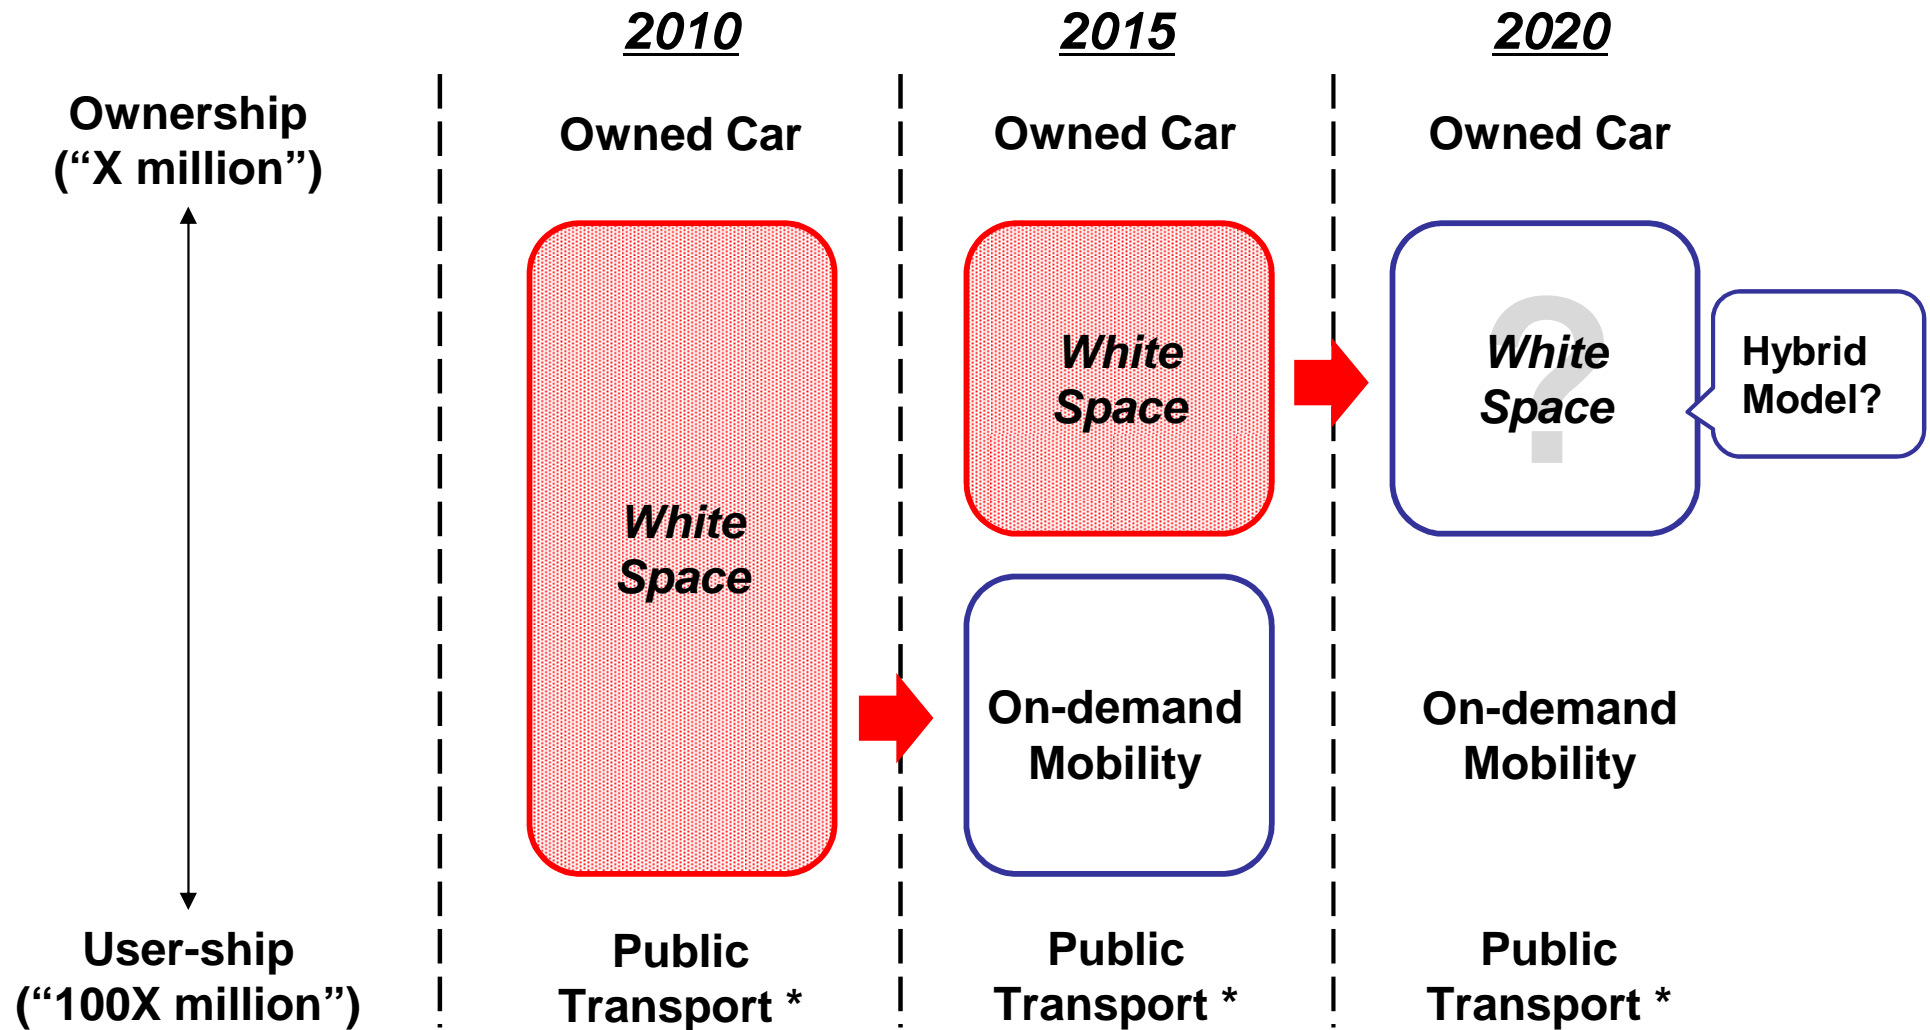 2010
2015
2020
Ownership
(“X million”)
Owned Car
Owned Car
Owned Car
White
Space
White
Space
White
Space
?
Hybrid
Model?
On-demand
Mobility
On-demand
Mobility
User-ship
(“100X million”)
Public
Transport *
Public
Transport *
Public
Transport *